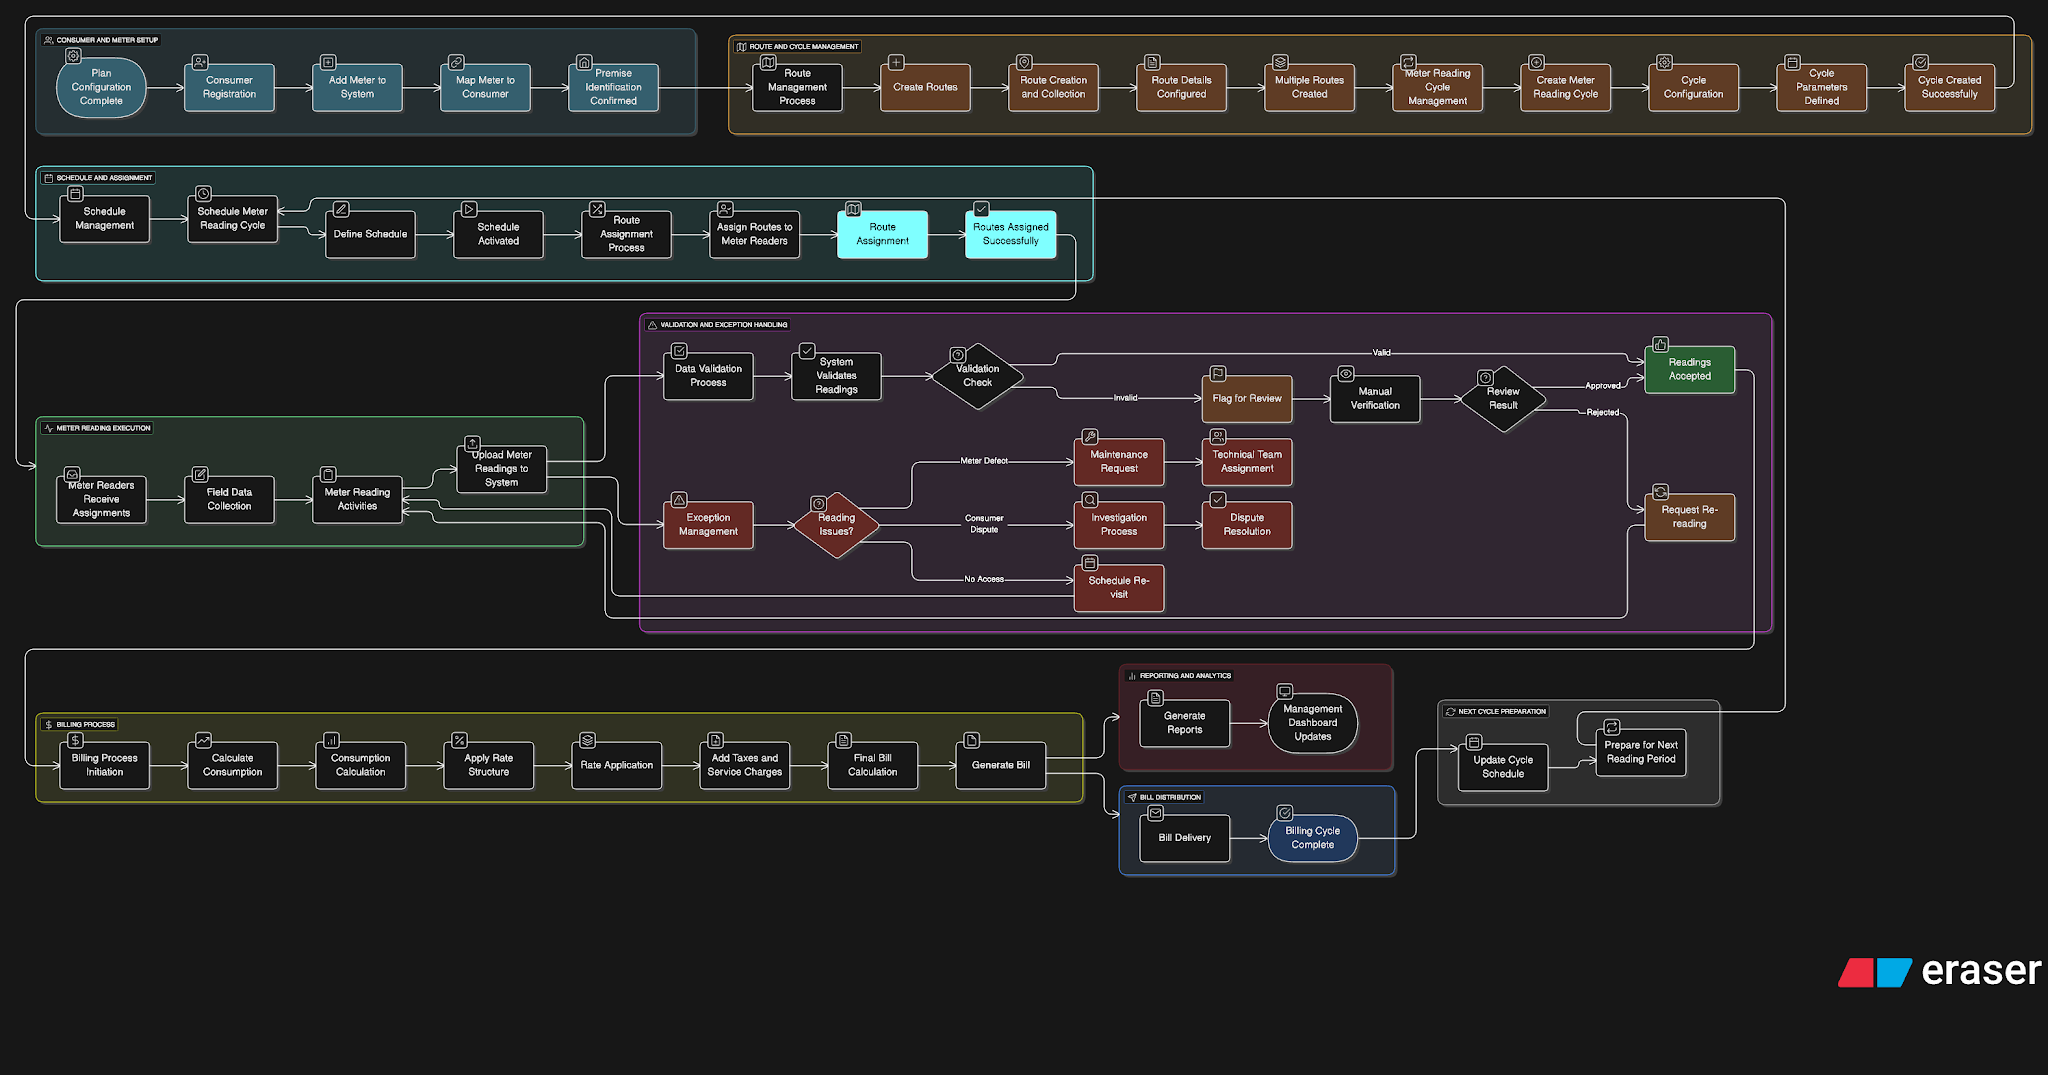 CONSUMER AND METER SETUP
Plan
Configuration
Complete
Consumer
Registration
Add Meter to
System
Map Meter to
Consumer
Premise
Identification
Confirmed
ROUTE AND CYCLE MANAGEMENT
Route
Management
Process
Create Routes
Route Creation
and Collection
Route Details
Configured
Multiple Routes
Created
Meter Reading
Cycle
Management
Create Meter
Reading Cycle
Cycle
Configuration
Cycle
Parameters
Defined
Cycle Created
Successfully
SCHEDULE AND ASSIGNMENT
Schedule
Management
Schedule Meter
Reading Cycle
Define Schedule
Schedule
Activated
Route
Assignment
Process
Assign Routes to
Meter Readers
Route
Assignment
Routes Assigned
Successfully
VALIDATION AND EXCEPTION HANDLING
Data Validation
Process
System
Validates
Readings
Validation
Check
Valid
Invalid
Flag for Review
Manual
Verification
Review
Result
Approved
Rejected
Readings
Accepted
Exception
Management
Reading
Issues?
Meter Defect
Maintenance
Request
Technical Team
Assignment
Consumer
Dispute
Investigation
Process
Dispute
Resolution
No Access
Schedule Re-
visit
Request Re-
reading
METER READING EXECUTION
Meter Readers
Receive
Assignments
Field Data
Collection
Meter Reading
Activities
Upload Meter
Readings to
System
BILLING PROCESS
Billing Process
Initiation
Calculate
Consumption
Consumption
Calculation
Apply Rate
Structure
Rate Application
Add Taxes and
Service Charges
Final Bill
Calculation
Generate Bill
REPORTING AND ANALYTICS
Generate
Reports
Management
Dashboard
Updates
BILL DISTRIBUTION
Bill Delivery
Billing Cycle
Complete
NEXT CYCLE PREPARATION
Update Cycle
Schedule
Prepare for Next
Reading Period
eraser